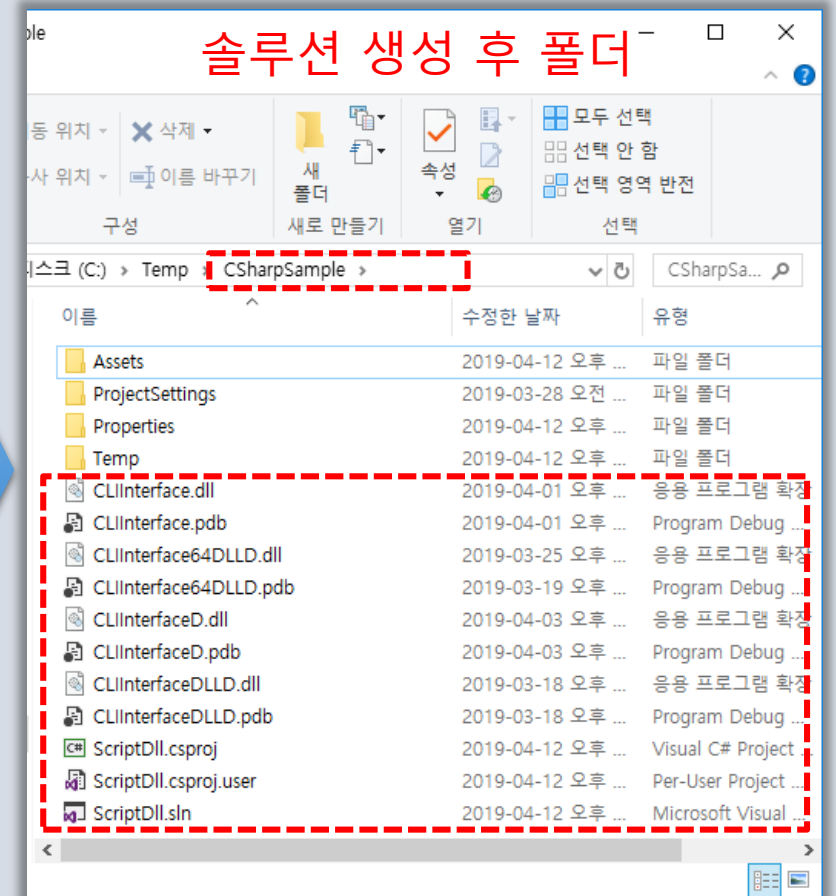 ple
솔루션 생성 후 폴더
동 위치 삭제
사 위치 이름 바꾸기
새 폴더
속성
모두 선택
선택 안 함
선택 영역 반전
구성 새로 만들기 열기 선택
디스크 (C:) › Temp › CSharpSample › CSharpSa...
이름 수정한 날짜 유형
Assets 2019-04-12 오후 ... 파일 폴더
ProjectSettings 2019-03-28 오전 ... 파일 폴더
Properties 2019-04-12 오후 ... 파일 폴더
Temp 2019-04-12 오후 ... 파일 폴더
CLIInterface.dll 2019-04-01 오후 ... 응용 프로그램 확장
CLIInterface.pdb 2019-04-01 오후 ... Program Debug ...
CLIInterface64DLLD.dll 2019-03-25 오후 ... 응용 프로그램 확장
CLIInterface64DLLD.pdb 2019-03-19 오후 ... Program Debug ...
CLIInterfaceD.dll 2019-04-03 오후 ... 응용 프로그램 확장
CLIInterfaceD.pdb 2019-04-03 오후 ... Program Debug ...
CLIInterfaceDLLD.dll 2019-03-18 오후 ... 응용 프로그램 확장
CLIInterfaceDLLD.pdb 2019-03-18 오후 ... Program Debug ...
ScriptDll.csproj 2019-04-12 오후 ... Visual C# Project ...
ScriptDll.csproj.user 2019-04-12 오후 ... Per-User Project ...
ScriptDll.sln 2019-04-12 오후 ... Microsoft Visual ...